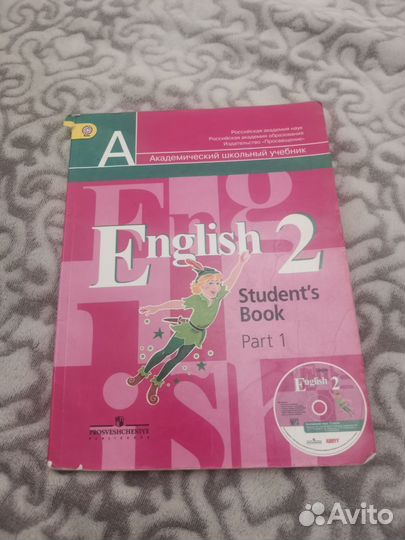 Российская академия наук
Российская академия образования
Издательство «Просвещение»
А
Академический школьный учебник
English 2
Student's
Book
Part 1
English 2
PROSVESHCHENIYE
PUBLISHERS
Avito